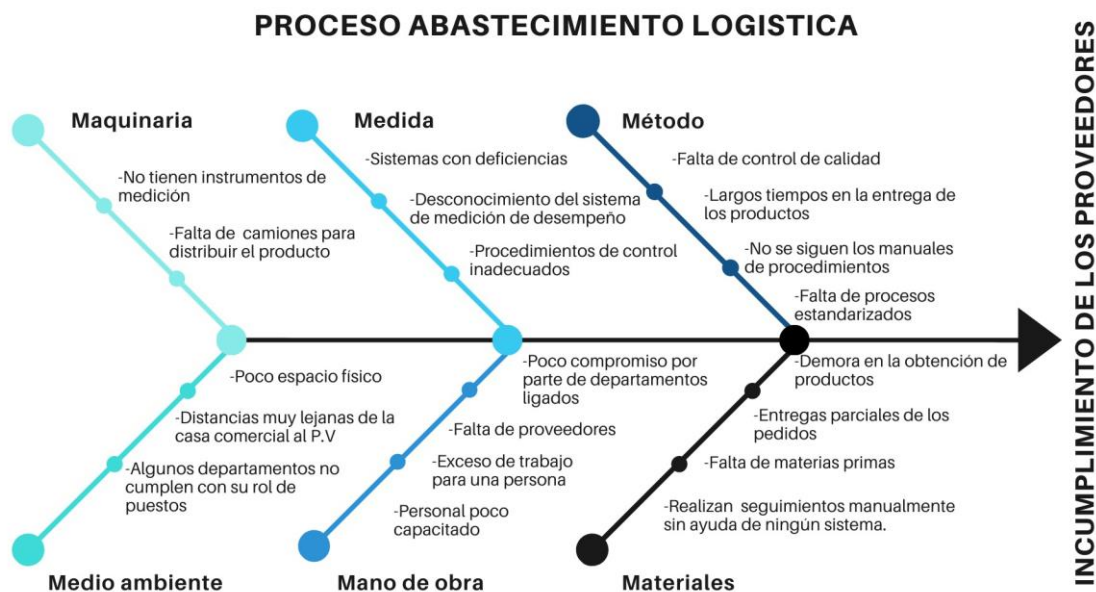 PROCESO ABASTECIMIENTO LOGISTICA
Maquinaria
-No tienen instrumentos de
medición
-Falta de camiones para
distribuir el producto
Medida
-Sistemas con deficiencias
-Desconocimiento del sistema
de medición de desempeño
-Procedimientos de control
inadecuados
Método
-Falta de control de calidad
-Largos tiempos en la entrega de
los productos
-No se siguen los manuales
de procedimientos
-Falta de procesos
estandarizados
-Poco espacio físico
-Distancias muy lejanas de la
casa comercial al P.V
-Algunos departamentos no
cumplen con su rol de
puestos
Medio ambiente
-Poco compromiso por
parte de departamentos
ligados
-Falta de proveedores
-Exceso de trabajo
para una persona
-Personal poco
capacitado
Mano de obra
-Demora en la obtención de
productos
-Entregas parciales de los
pedidos
-Falta de materias primas
-Realizan seguimientos manualmente
sin ayuda de ningún sistema.
Materiales
INCUMPLIMIENTO DE LOS PROVEEDORES